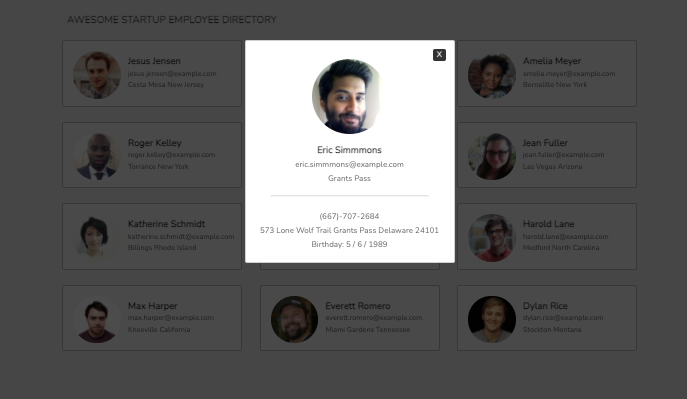 AWESOME STARTUP EMPLOYEE DIRECTORY
Jesus Jensen
jesus.jensen@example.com
Costa Mesa New Jersey
X
Eric Simmmons
eric.simmmons@example.com
Grants Pass
(667)-707-2684
573 Lone Wolf Trail Grants Pass Delaware 24101
Birthday: 5 / 6 / 1989
Amelia Meyer
amelia.meyer@example.com
Bernalillo New York
Roger Kelley
roger.kelley@example.com
Torrance New York
Jean Fuller
jean.fuller@example.com
Las Vegas Arizona
Katherine Schmidt
katherine.schmidt@example.com
Billings Rhode Island
Harold Lane
harold.lane@example.com
Medford North Carolina
Max Harper
max.harper@example.com
Knoxville California
Everett Romero
everett.romero@example.com
Miami Gardens Tennessee
Dylan Rice
dylan.rice@example.com
Stockton Montana